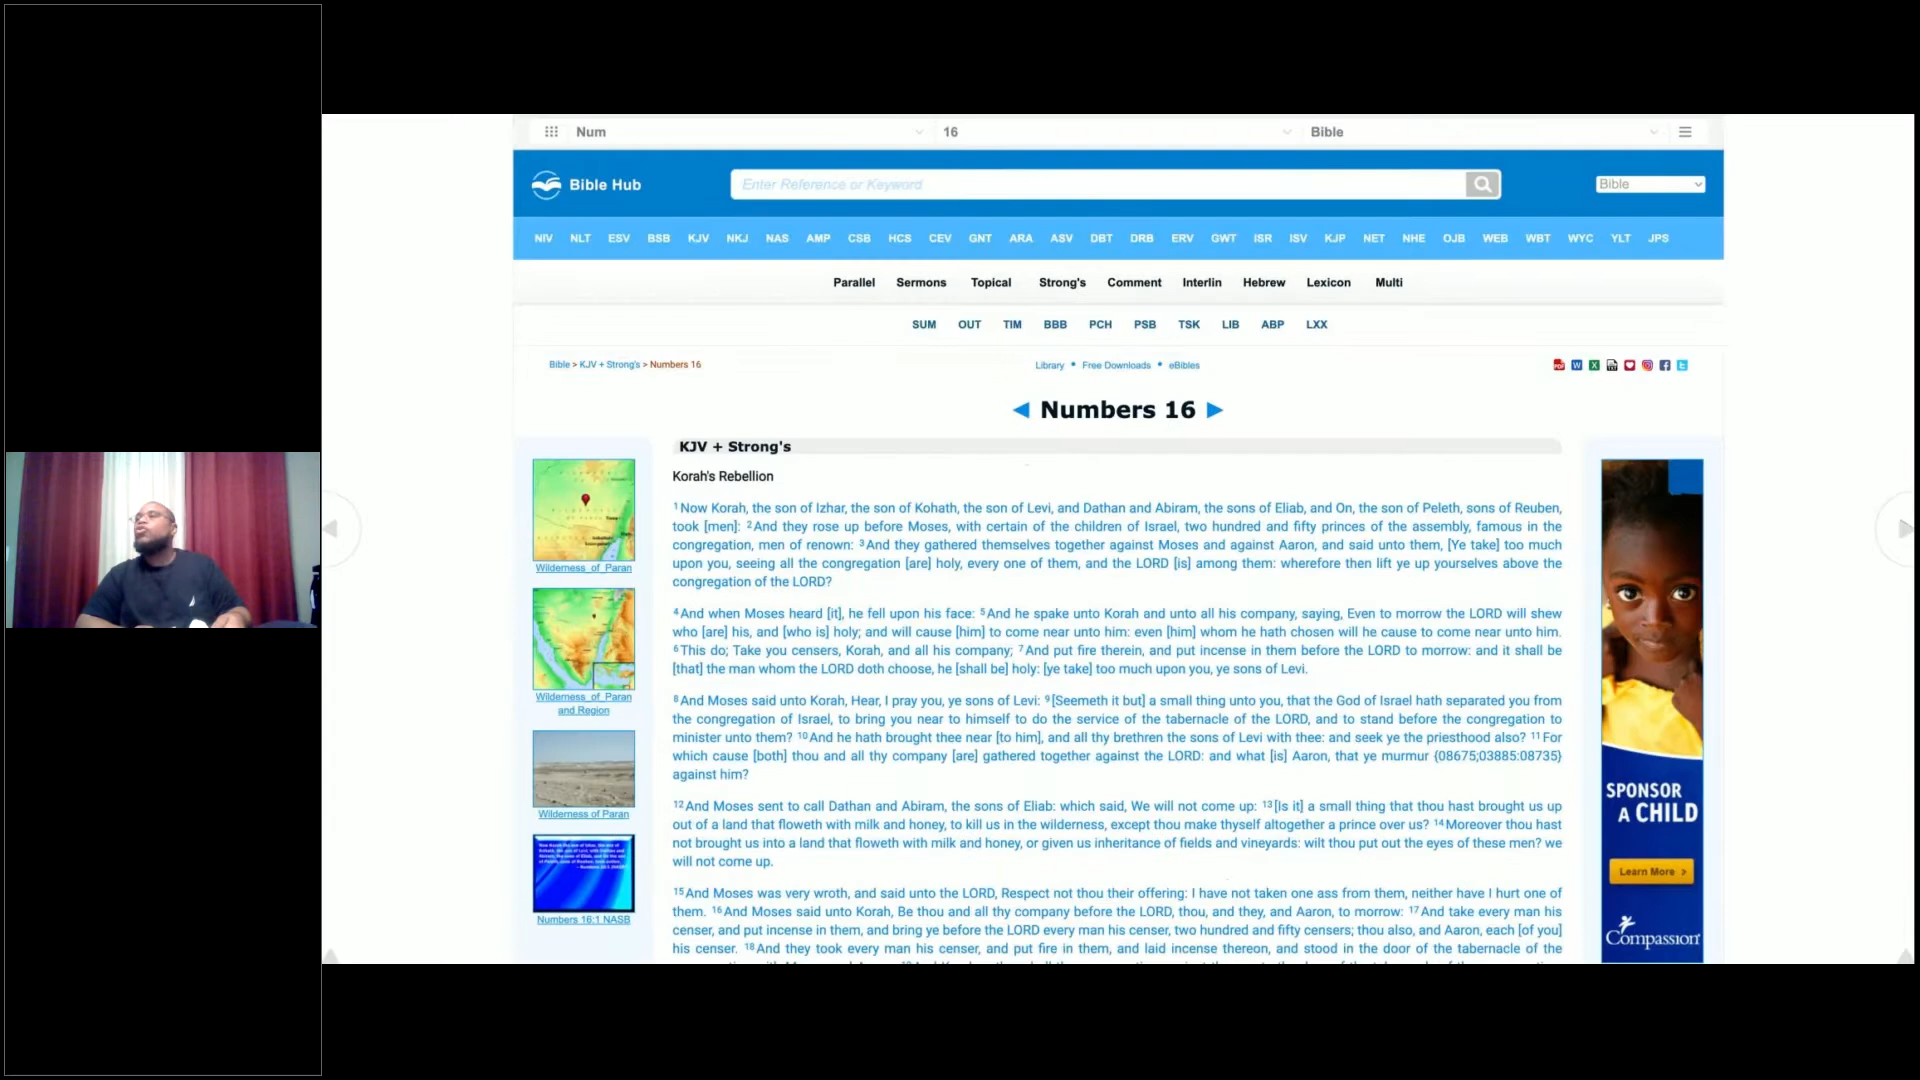 Num 16 Bible
Bible Hub Enter Reference or Keyword Bible
NIV NLT ESV BSB KJV NKJ NAS AMP CSB HCS CEV GNT ARA ASV DBT DRB ERV GWT ISR ISV KJP NET NHE OJB WEB WBT WYC YLT JPS
Parallel Sermons Topical Strong's Comment Interlin Hebrew Lexicon Multi
SUM OUT TIM BBB PCH PSB TSK LIB ABP LXX
Bible > KJV + Strong's > Numbers 16 Library • Free Downloads • eBibles
◄ Numbers 16 ►
KJV + Strong's
Korah's Rebellion
1Now Korah, the son of Izhar, the son of Kohath, the son of Levi, and Dathan and Abiram, the sons of Eliab, and On, the son of Peleth, sons of Reuben,
took [men]: 2And they rose up before Moses, with certain of the children of Israel, two hundred and fifty princes of the assembly, famous in the
congregation, men of renown: 3And they gathered themselves together against Moses and against Aaron, and said unto them, [Ye take] too much
upon you, seeing all the congregation [are] holy, every one of them, and the LORD [is] among them: wherefore then lift ye up yourselves above the
congregation of the LORD?
4And when Moses heard [it], he fell upon his face: 5And he spake unto Korah and unto all his company, saying, Even to morrow the LORD will shew
who [are] his, and [who is] holy; and will cause [him] to come near unto him: even [him] whom he hath chosen will he cause to come near unto him.
6This do; Take you censers, Korah, and all his company; 7And put fire therein, and put incense in them before the LORD to morrow: and it shall be
[that] the man whom the LORD doth choose, he [shall be] holy: [ye take] too much upon you, ye sons of Levi.
8And Moses said unto Korah, Hear, I pray you, ye sons of Levi: 9[Seemeth it but] a small thing unto you, that the God of Israel hath separated you from
the congregation of Israel, to bring you near to himself to do the service of the tabernacle of the LORD, and to stand before the congregation to
minister unto them? 10And he hath brought thee near [to him], and all thy brethren the sons of Levi with thee: and seek ye the priesthood also? 11For
which cause [both] thou and all thy company [are] gathered together against the LORD: and what [is] Aaron, that ye murmur {08675;03885:08735}
against him?
12And Moses sent to call Dathan and Abiram, the sons of Eliab: which said, We will not come up: 13[Is it] a small thing that thou hast brought us up
out of a land that floweth with milk and honey, to kill us in the wilderness, except thou make thyself altogether a prince over us? 14Moreover thou hast
not brought us into a land that floweth with milk and honey, or given us inheritance of fields and vineyards: wilt thou put out the eyes of these men? we
will not come up.
15And Moses was very wroth, and said unto the LORD, Respect not thou their offering: I have not taken one ass from them, neither have I hurt one of
them. 16And Moses said unto Korah, Be thou and all thy company before the LORD, thou, and they, and Aaron, to morrow: 17And take every man his
censer, and put incense in them, and bring ye before the LORD every man his censer, two hundred and fifty censers; thou also, and Aaron, each [of you]
his censer. 18And they took every man his censer, and put fire in them, and laid incense thereon, and stood in the door of the tabernacle of the
Wilderness_of_Paran
Wilderness_of_Paran
and Region
Wilderness of Paran
Numbers 16:1 NASB
SPONSOR
A CHILD
Learn More >
Compassion